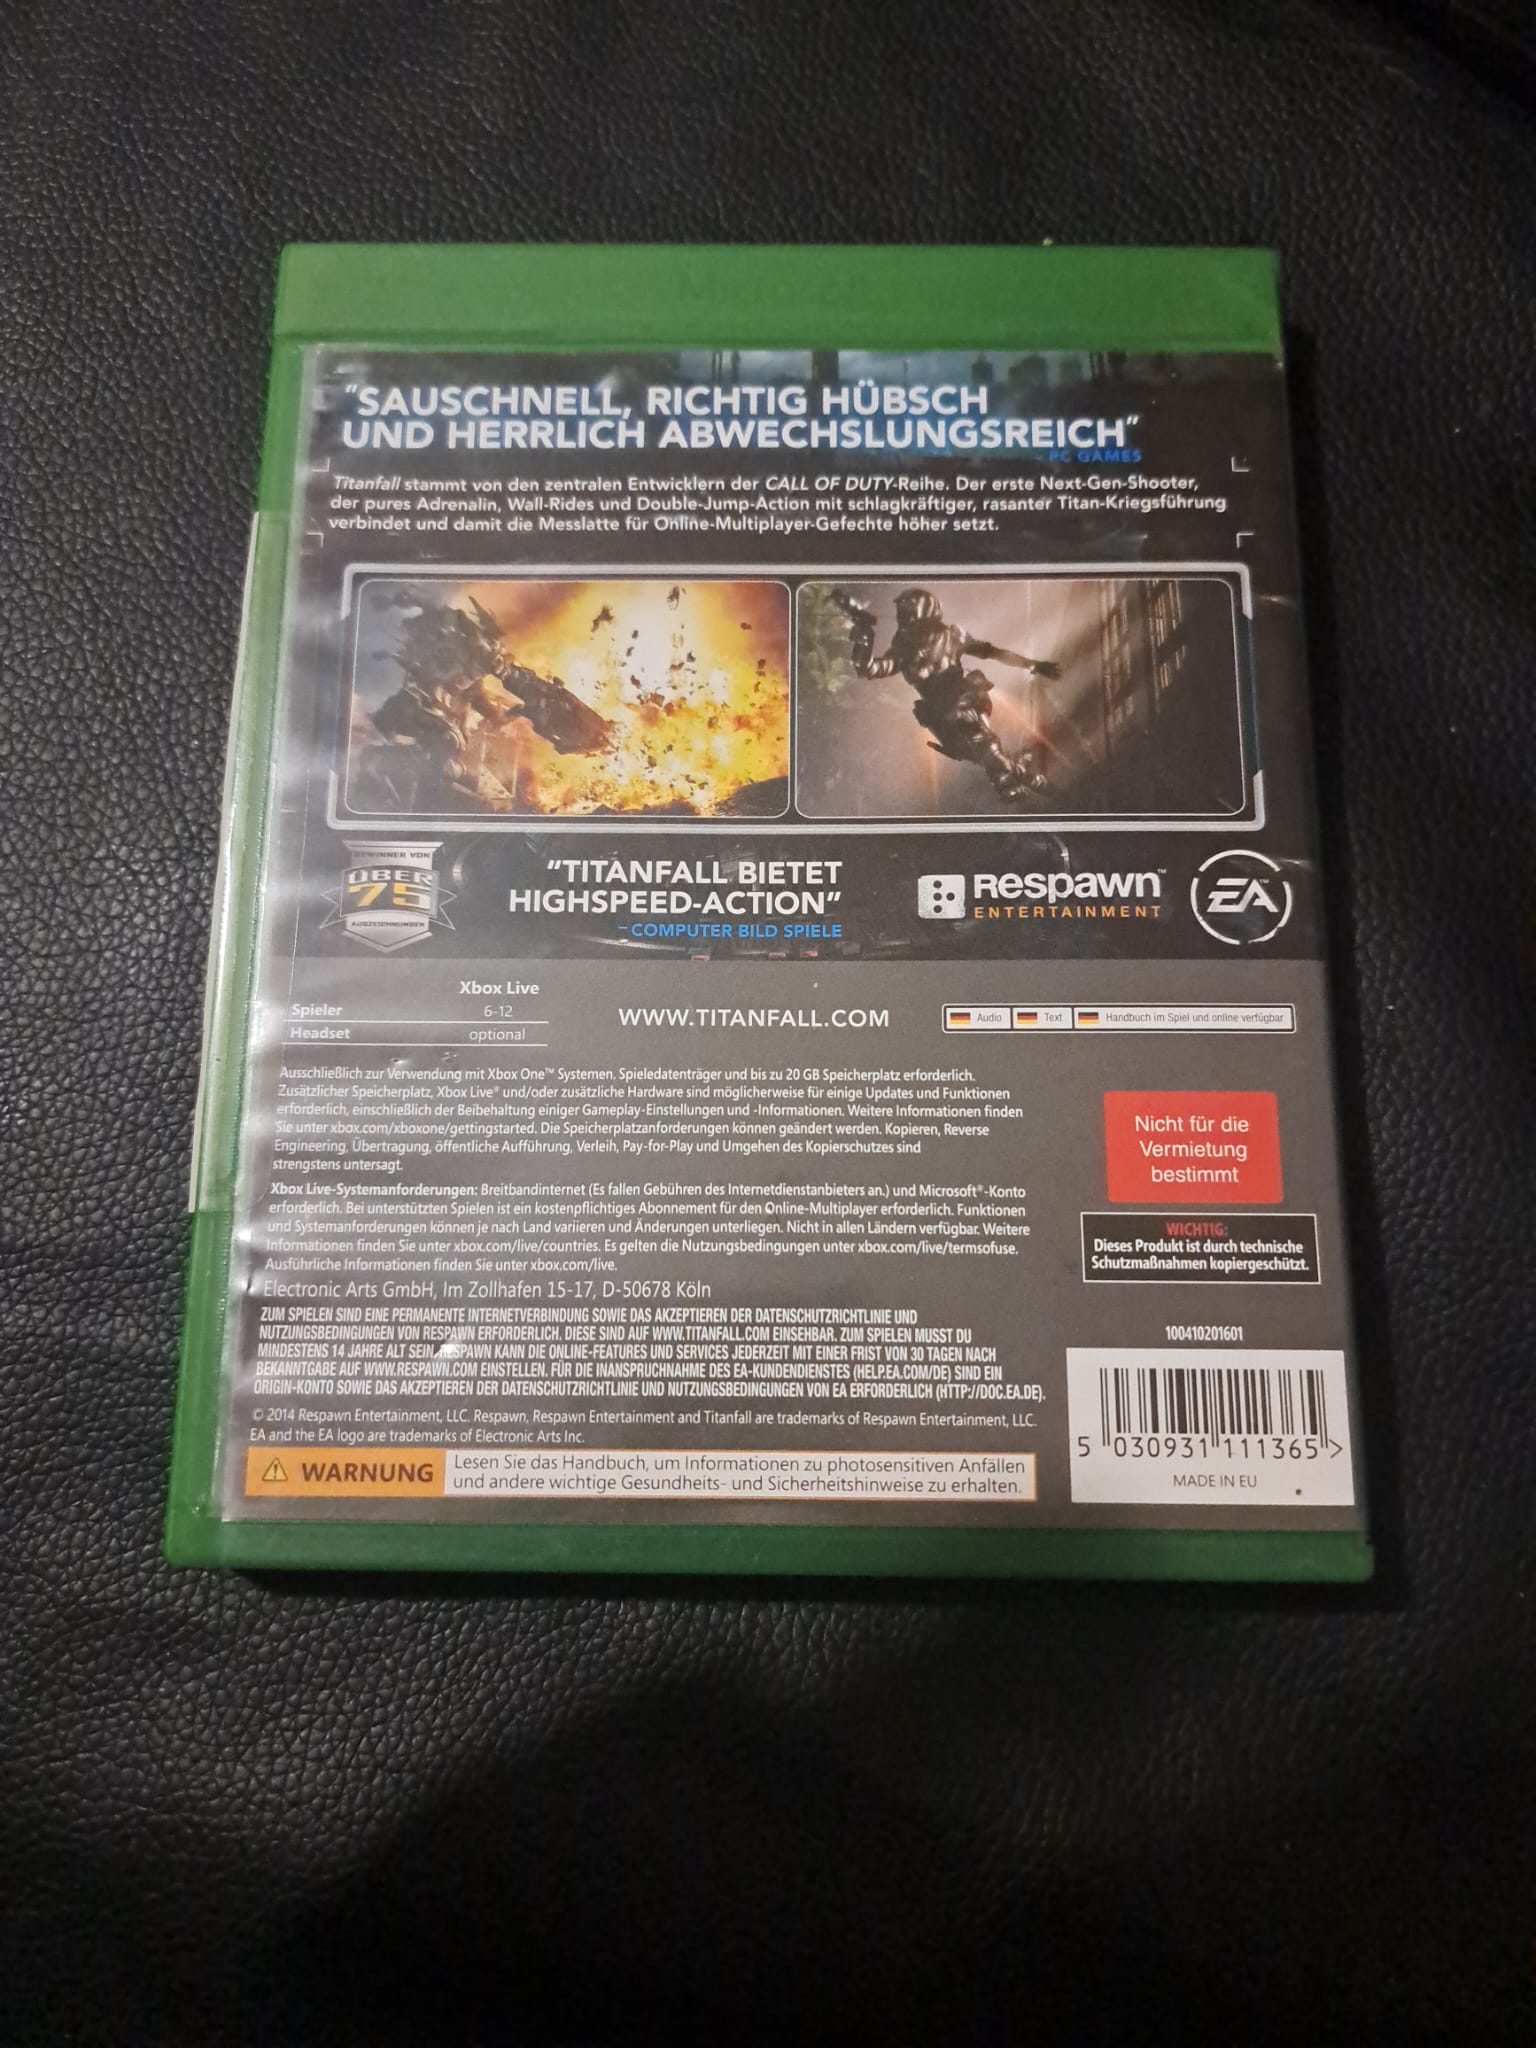 "SAUSCHNELL, RICHTIG HÜBSCH
UND HERRLICH ABWECHSLUNGSREICH"
PC GAMES
Titanfall stammt von den zentralen Entwicklern der CALL OF DUTY-Reihe. Der erste Next-Gen-Shooter,
der pures Adrenalin, Wall-Rides und Double-Jump-Action mit schlagkräftiger, rasanter Titan-Kriegsführung
verbindet und damit die Messlatte für Online-Multiplayer-Gefechte höher setzt.
GEWINNER VON
ÜBER
75
AUSZEICHNUNGEN
"TITANFALL BIETET
HIGHSPEED-ACTION"
– COMPUTER BILD SPIELE
Respawn™
ENTERTAINMENT
EA™
Xbox Live
Spieler 6-12
Headset optional
WWW.TITANFALL.COM
Audio Text Handbuch im Spiel und online verfügbar
Ausschließlich zur Verwendung mit Xbox One™ Systemen. Spieledatenträger und bis zu 20 GB Speicherplatz erforderlich.
Zusätzlicher Speicherplatz, Xbox Live® und/oder zusätzliche Hardware sind möglicherweise für einige Updates und Funktionen
erforderlich, einschließlich der Beibehaltung einiger Gameplay-Einstellungen und -Informationen. Weitere Informationen finden
Sie unter xbox.com/xboxone/gettingstarted. Die Speicherplatzanforderungen können geändert werden. Kopieren, Reverse
Engineering, Übertragung, öffentliche Aufführung, Verleih, Pay-for-Play und Umgehen des Kopierschutzes sind
strengstens untersagt.
Xbox Live-Systemanforderungen: Breitbandinternet (Es fallen Gebühren des Internetdienstanbieters an.) und Microsoft®-Konto
erforderlich. Bei unterstützten Spielen ist ein kostenpflichtiges Abonnement für den Online-Multiplayer erforderlich. Funktionen
und Systemanforderungen können je nach Land variieren und Änderungen unterliegen. Nicht in allen Ländern verfügbar. Weitere
Informationen finden Sie unter xbox.com/live/countries. Es gelten die Nutzungsbedingungen unter xbox.com/live/termsofuse.
Ausführliche Informationen finden Sie unter xbox.com/live.
Electronic Arts GmbH, Im Zollhafen 15-17, D-50678 Köln
ZUM SPIELEN SIND EINE PERMANENTE INTERNETVERBINDUNG SOWIE DAS AKZEPTIEREN DER DATENSCHUTZRICHTLINIE UND
NUTZUNGSBEDINGUNGEN VON RESPAWN ERFORDERLICH. DIESE SIND AUF WWW.TITANFALL.COM EINSEHBAR. ZUM SPIELEN MUSST DU
MINDESTENS 14 JAHRE ALT SEIN. RESPAWN KANN DIE ONLINE-FEATURES UND SERVICES JEDERZEIT MIT EINER FRIST VON 30 TAGEN NACH
BEKANNTGABE AUF WWW.RESPAWN.COM EINSTELLEN. FÜR DIE INANSPRUCHNAHME DES EA-KUNDENDIENSTES (HELP.EA.COM/DE) SIND EIN
ORIGIN-KONTO SOWIE DAS AKZEPTIEREN DER DATENSCHUTZRICHTLINIE UND NUTZUNGSBEDINGUNGEN VON EA ERFORDERLICH (HTTP://DOC.EA.DE).
© 2014 Respawn Entertainment, LLC. Respawn, Respawn Entertainment and Titanfall are trademarks of Respawn Entertainment, LLC.
EA and the EA logo are trademarks of Electronic Arts Inc.
WARNUNG
Lesen Sie das Handbuch, um Informationen zu photosensitiven Anfällen
und andere wichtige Gesundheits- und Sicherheitshinweise zu erhalten.
Nicht für die
Vermietung
bestimmt
WICHTIG:
Dieses Produkt ist durch technische
Schutzmaßnahmen kopiergeschützt.
100410201601
5 030931 111365 >
MADE IN EU